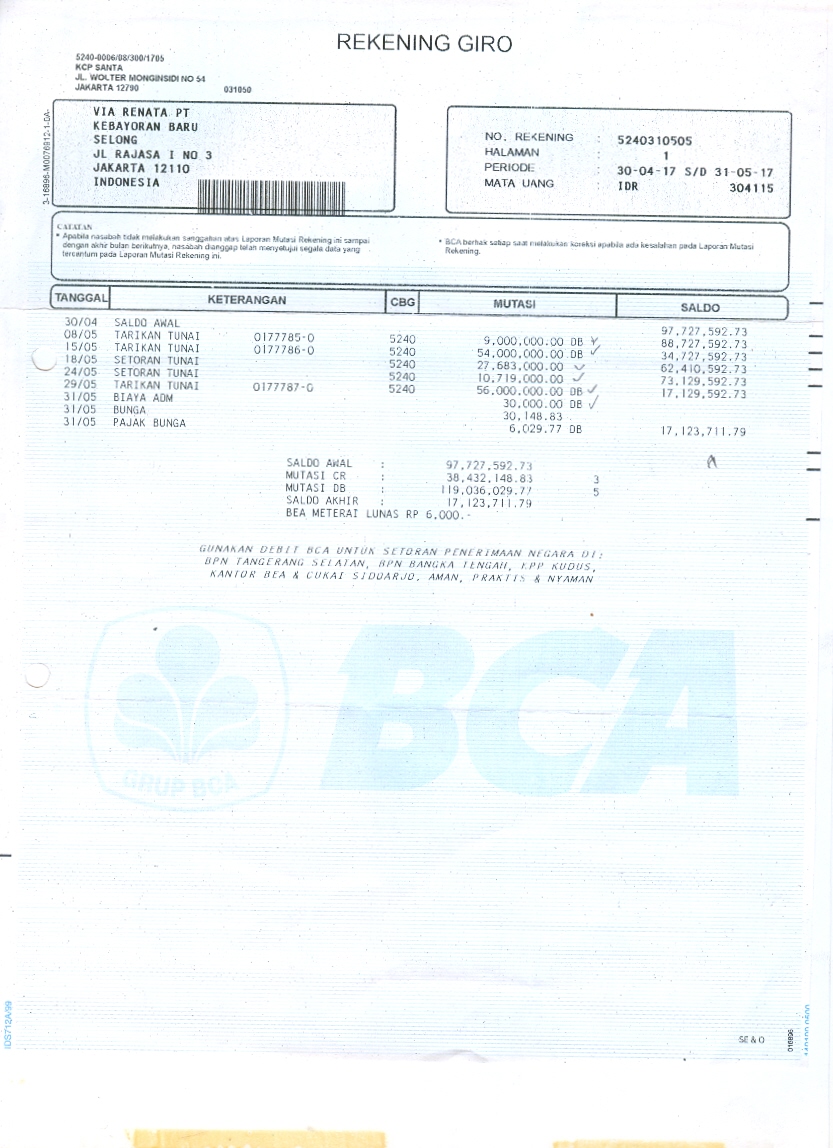 REKENING GIRO
5240-0006/08/300/1705
KCP SANTA
JL. WOLTER MONGINSIDI NO 54
JAKARTA 12790 031050
3-16896-M0076912-1-DA-
VIA RENATA PT
KEBAYORAN BARU
SELONG
JL RAJASA I NO 3
JAKARTA 12110
INDONESIA
NO. REKENING : 5240310505
HALAMAN : 1
PERIODE : 30-04-17 S/D 31-05-17
MATA UANG : IDR 304115
CATATAN
• Apabila nasabah tidak melakukan sanggahan atas Laporan Mutasi Rekening ini sampai
dengan akhir bulan berikutnya, nasabah dianggap telah menyetujui segala data yang
tercantum pada Laporan Mutasi Rekening ini.
• BCA berhak setiap saat melakukan koreksi apabila ada kesalahan pada Laporan Mutasi
Rekening.
TANGGAL KETERANGAN CBG MUTASI SALDO
30/04 SALDO AWAL 97,727,592.73
08/05 TARIKAN TUNAI 0177785-0 5240 9,000,000.00 DB 88,727,592.73
15/05 TARIKAN TUNAI 0177786-0 5240 54,000,000.00 DB 34,727,592.73
18/05 SETORAN TUNAI 5240 27,683,000.00 62,410,592.73
24/05 SETORAN TUNAI 5240 10,719,000.00 73,129,592.73
29/05 TARIKAN TUNAI 0177787-0 5240 56,000,000.00 DB 17,129,592.73
31/05 BIAYA ADM 30,000.00 DB
31/05 BUNGA 30,148.83
31/05 PAJAK BUNGA 6,029.77 DB 17,123,711.79
SALDO AWAL : 97,727,592.73
MUTASI CR : 38,432,148.83 3
MUTASI DB : 119,036,029.77 5
SALDO AKHIR : 17,123,711.79
BEA METERAI LUNAS RP 6.000.-
GUNAKAN DEBIT BCA UNTUK SETORAN PENERIMAAN NEGARA DI:
BPN TANGERANG SELATAN, BPN BANGKA TENGAH, KPP KUDUS,
KANTOR BEA & CUKAI SIDOARJO, AMAN, PRAKTIS & NYAMAN
GRUP BCA
BCA
IDS712A/99
SE & O
016896